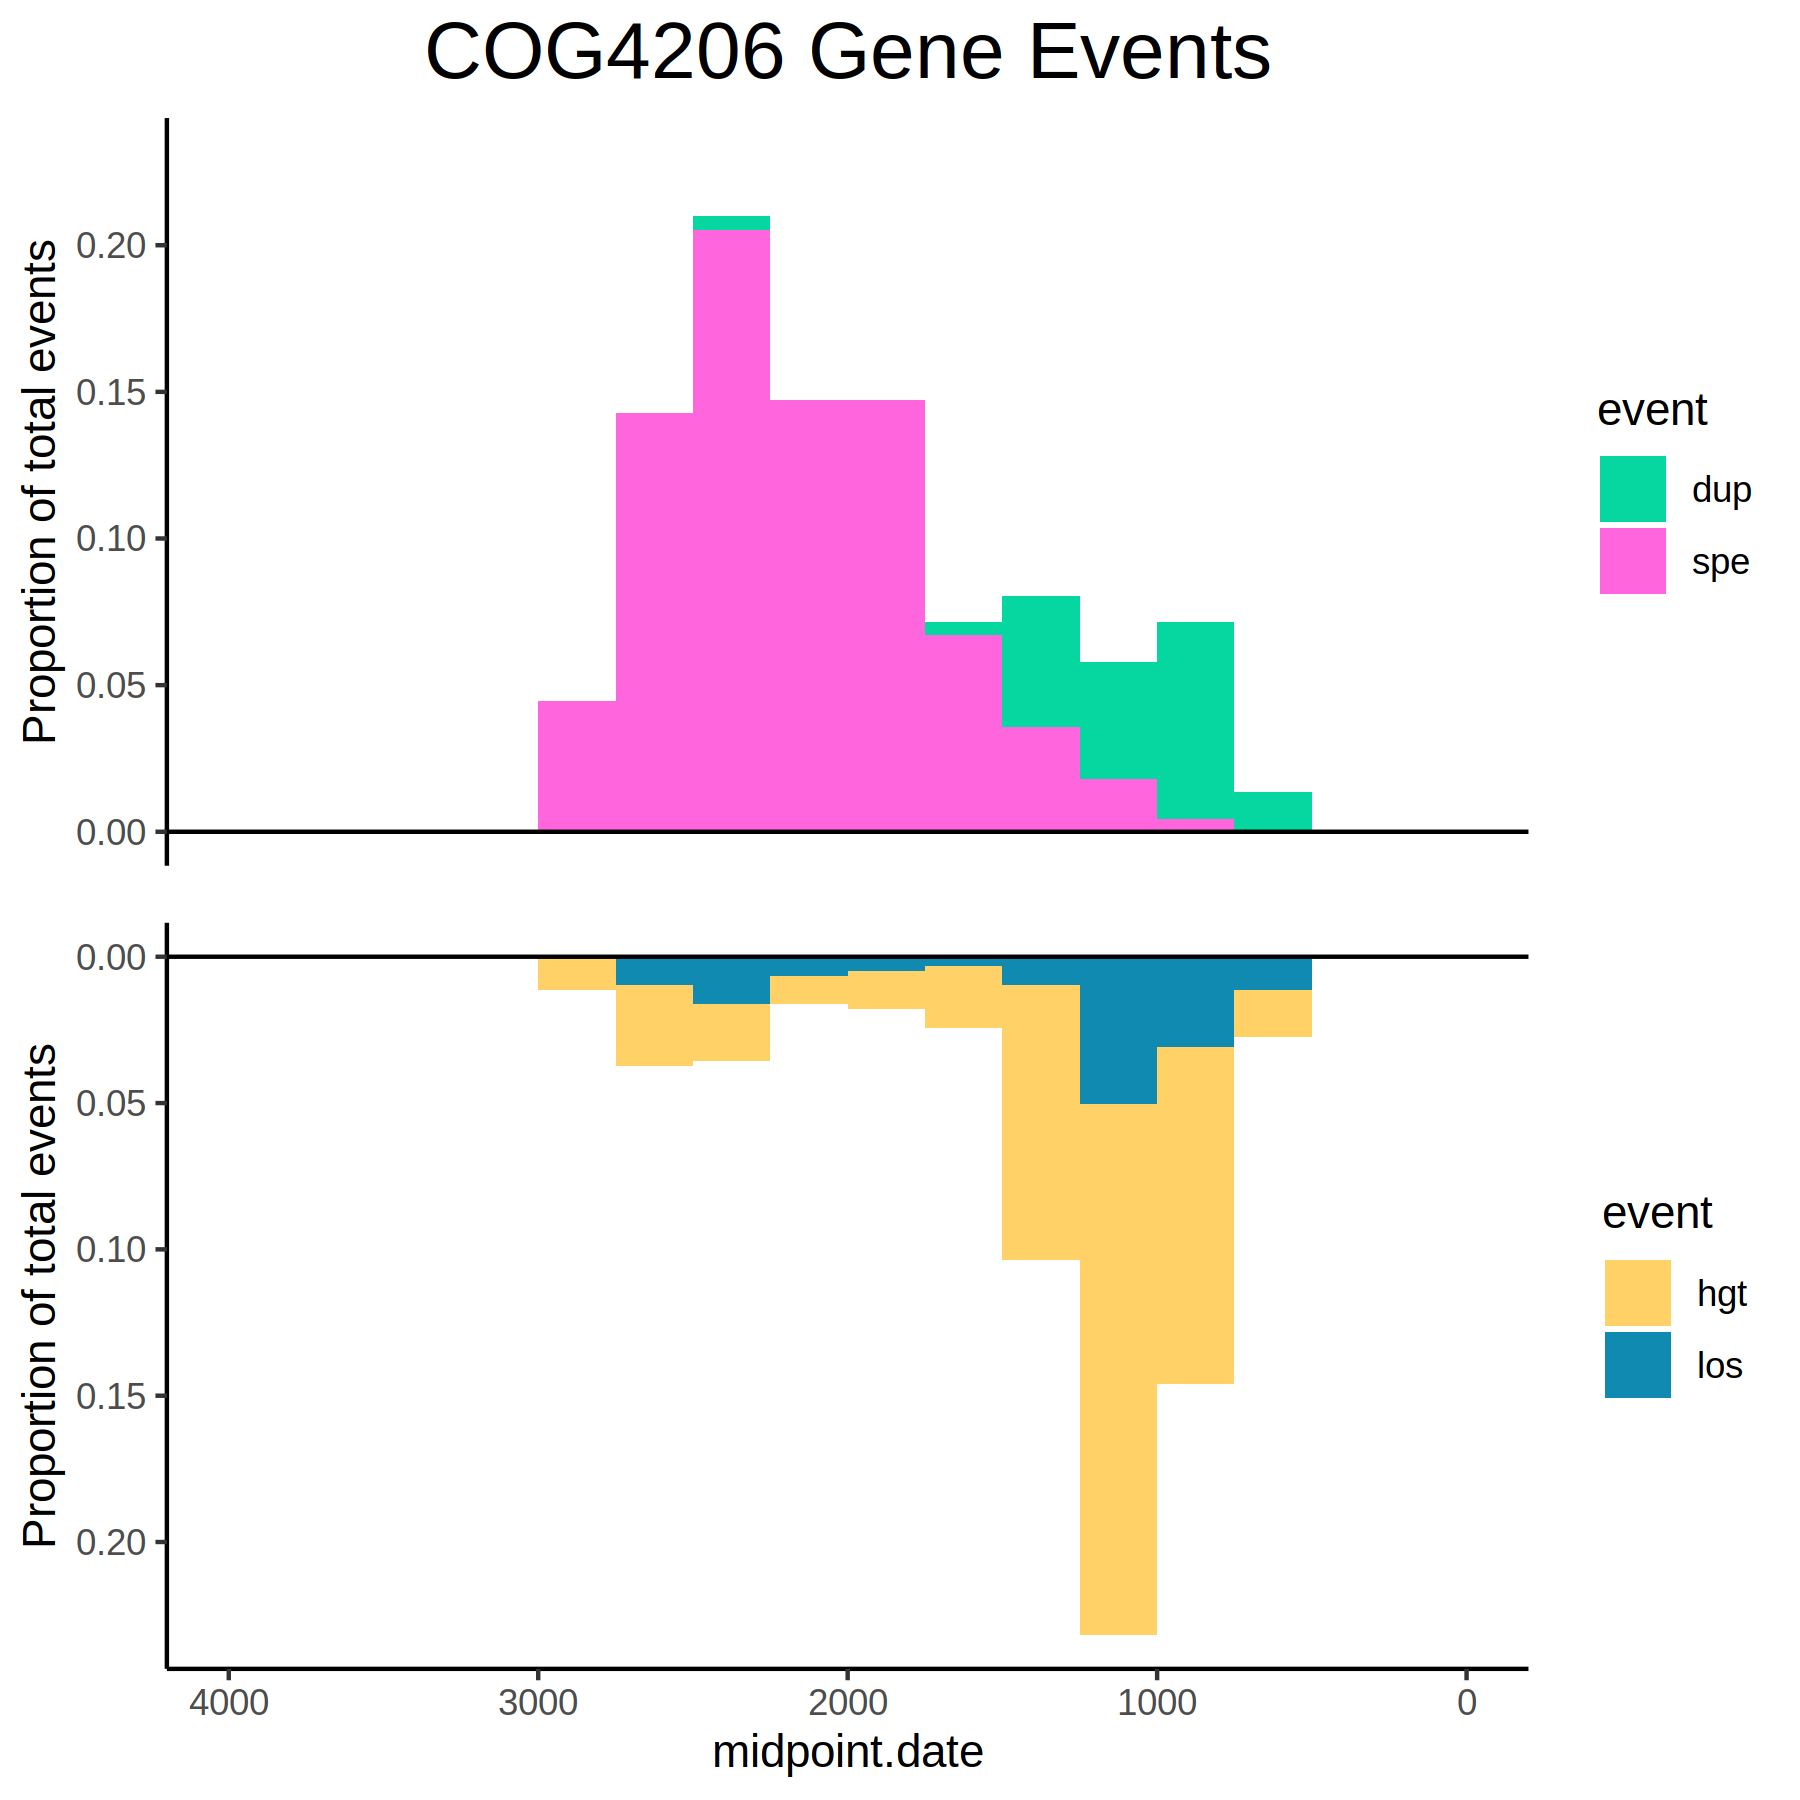 COG4206 Gene Events
Proportion of total events
0.20
0.15
0.10
0.05
0.00
event
dup
spe
Proportion of total events
0.00
0.05
0.10
0.15
0.20
event
hgt
los
4000 3000 2000 1000 0
midpoint.date